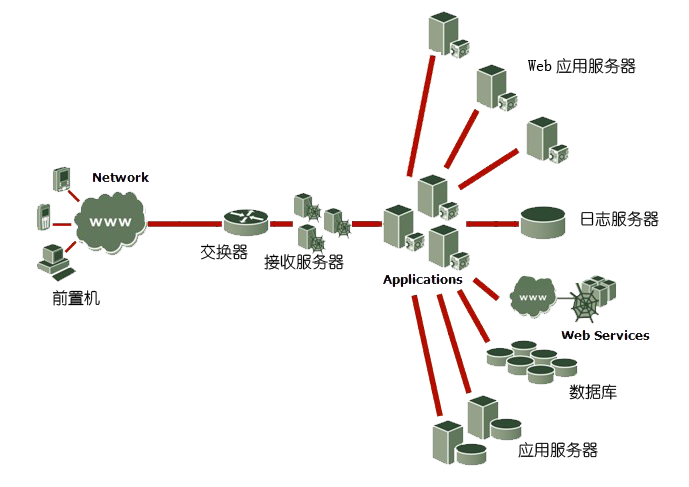 Web 应用服务器
Network
www
交换器
接收服务器
日志服务器
前置机
Applications
www
Web Services
数据库
应用服务器